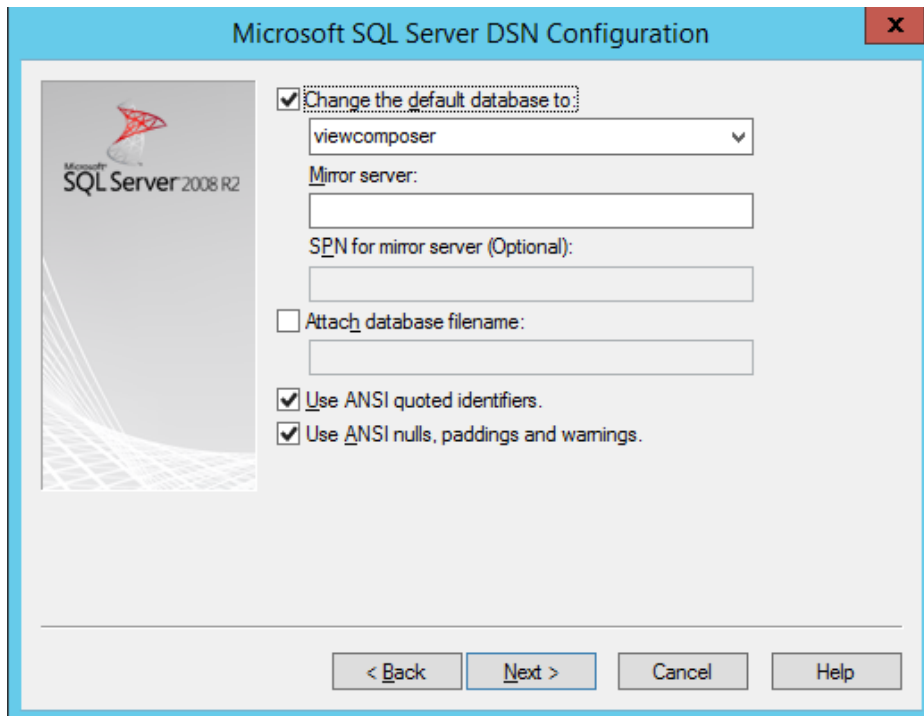 Microsoft SQL Server DSN Configuration
x
Microsoft
SQL Server 2008 R2
Change the default database to:
viewcomposer
Mirror server:
SPN for mirror server (Optional):
Attach database filename:
Use ANSI quoted identifiers.
Use ANSI nulls, paddings and warnings.
< Back Next > Cancel Help